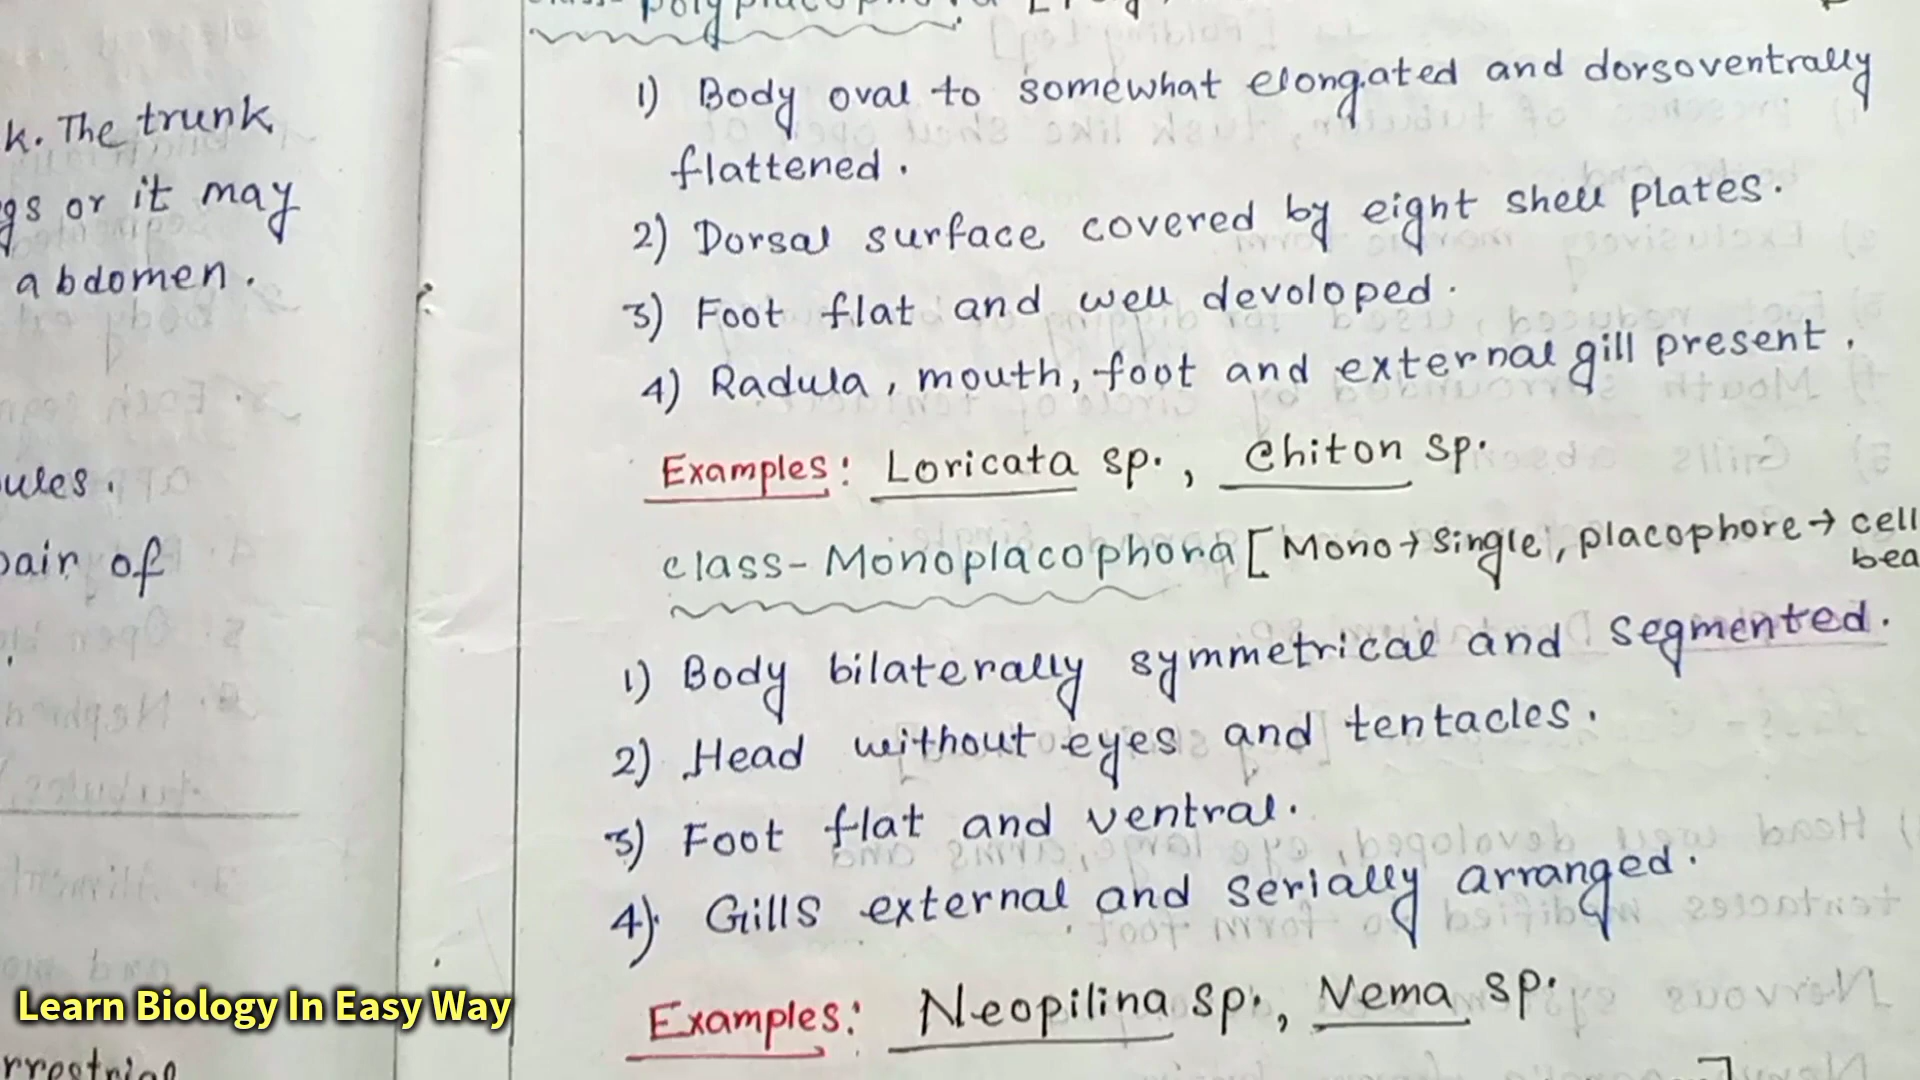 k. The trunk
gs or it may
abdomen.
ules.
pair of
class- polyplacophora
1) Body oval to somewhat elongated and dorsoventrally
flattened.
2) Dorsal surface covered by eight shell plates.
3) Foot flat and well devoloped.
4) Radula, mouth, foot and external gill present.
Examples: Loricata sp., Chiton sp.
class- Monoplacophora [Mono→single, placophore→ cell
bea
1) Body bilaterally symmetrical and segmented.
2) Head without eyes and tentacles.
3) Foot flat and ventral.
4) Gills external and serially arranged.
Examples: Neopilina sp., Nema sp.
Learn Biology In Easy Way